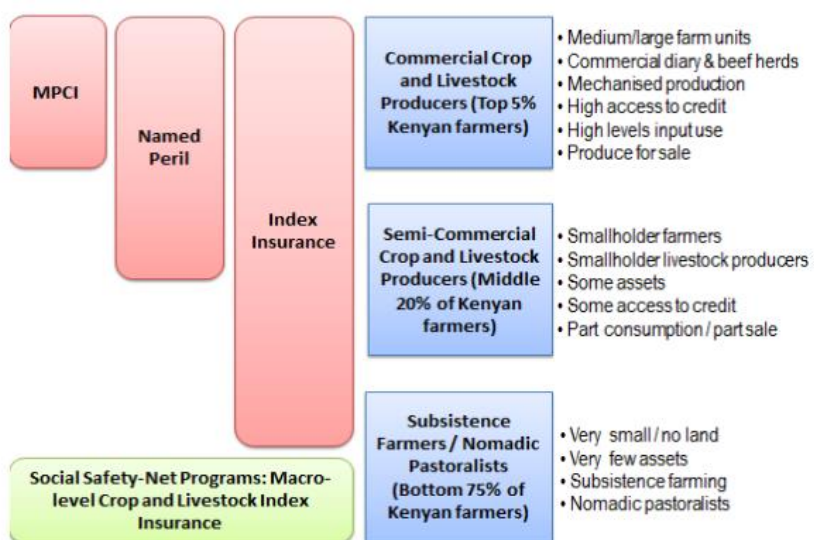 MPCI
Named
Peril
Index
Insurance
Social Safety-Net Programs: Macro-
level Crop and Livestock Index
Insurance
Commercial Crop
and Livestock
Producers (Top 5%
Kenyan farmers)
• Medium/large farm units
• Commercial diary & beef herds
• Mechanised production
• High access to credit
• High levels input use
• Produce for sale
Semi-Commercial
Crop and Livestock
Producers (Middle
20% of Kenyan
farmers)
• Smallholder farmers
• Smallholder livestock producers
• Some assets
• Some access to credit
• Part consumption / part sale
Subsistence
Farmers / Nomadic
Pastoralists
(Bottom 75% of
Kenyan farmers)
• Very small / no land
• Very few assets
• Subsistence farming
• Nomadic pastoralists